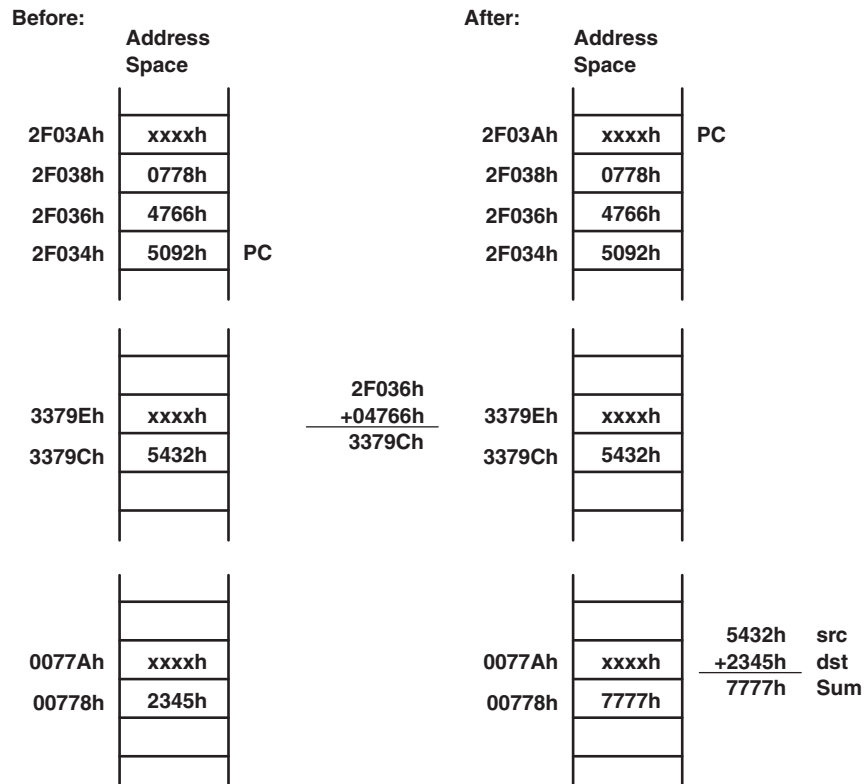 Before:
After:
Address
Space
Address
Space
2F03Ah xxxxh
2F03Ah xxxxh PC
2F038h 0778h
2F038h 0778h
2F036h 4766h
2F036h 4766h
2F034h 5092h PC
2F034h 5092h
2F036h
3379Eh xxxxh
+04766h
3379Eh xxxxh
3379Ch
3379Ch 5432h
3379Ch 5432h
5432h src
0077Ah xxxxh
0077Ah xxxxh
+2345h dst
7777h Sum
00778h 2345h
00778h 7777h